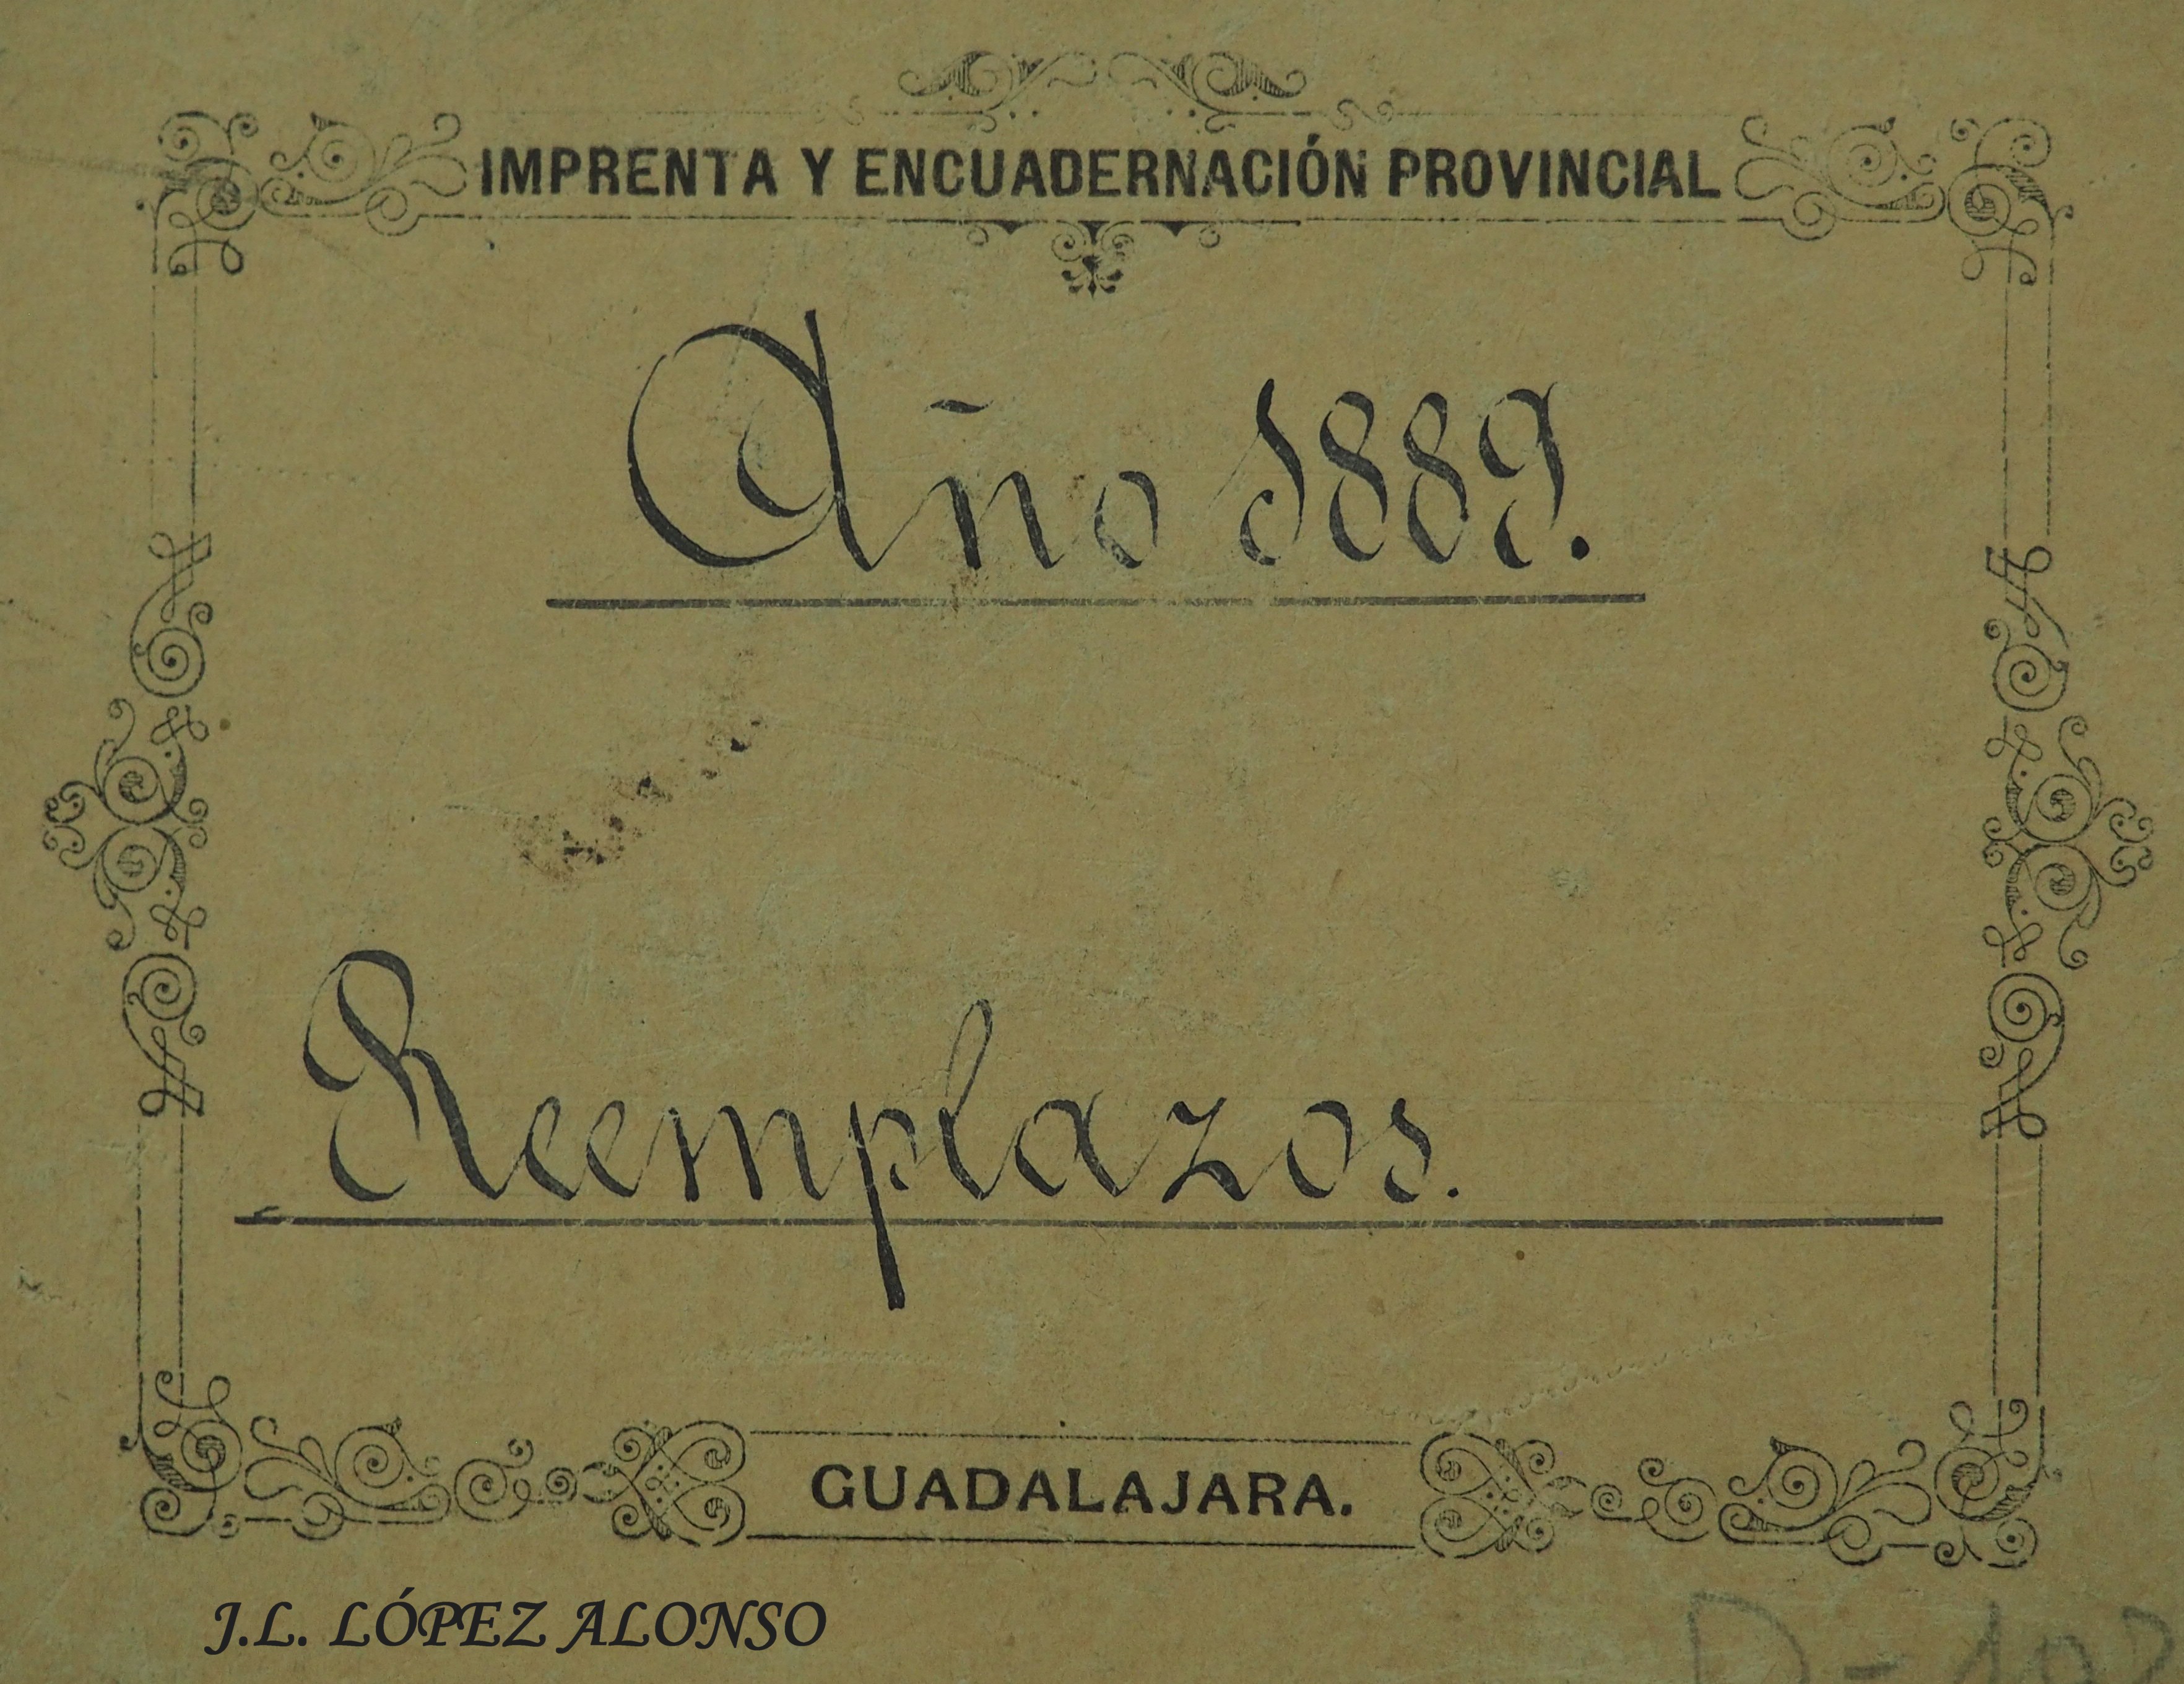 IMPRENTA Y ENCUADERNACIÓN PROVINCIAL
Año 1889.
Reemplazos.
GUADALAJARA.
J.L. LÓPEZ ALONSO